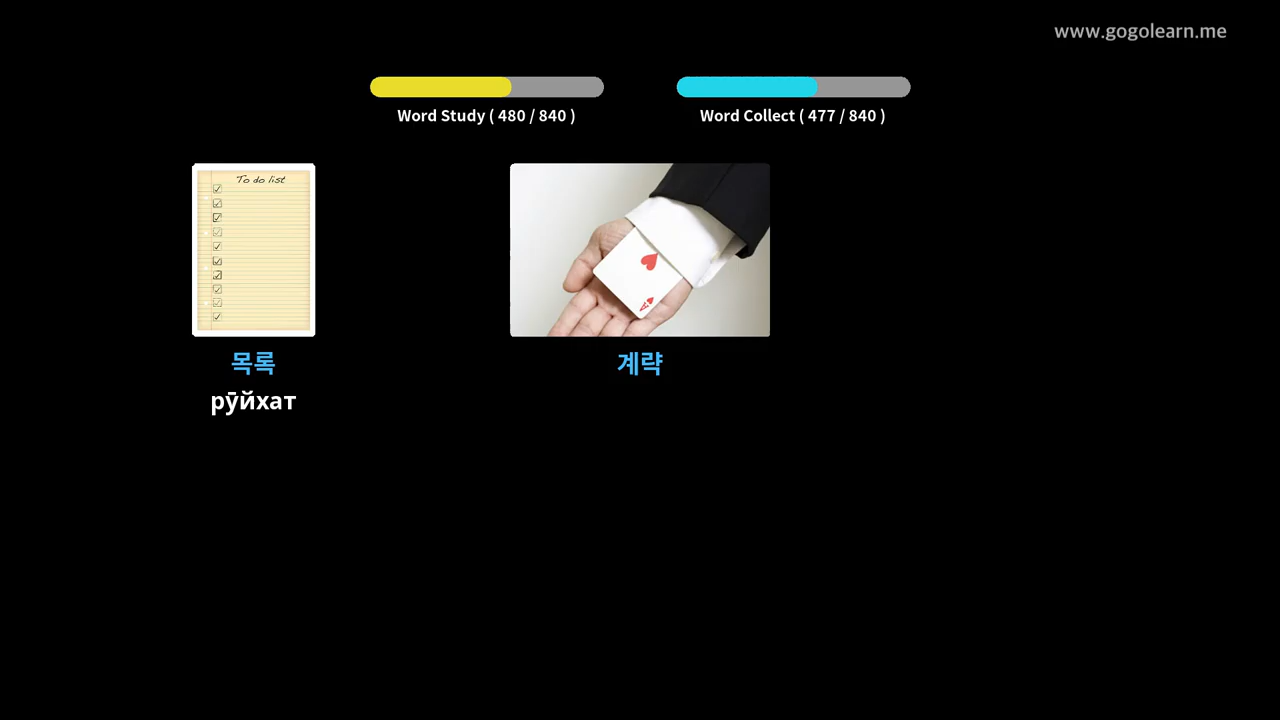 www.gogolearn.me
Word Study ( 480 / 840 )
Word Collect ( 477 / 840 )
To do list
A
목록
계략
рӯйхат